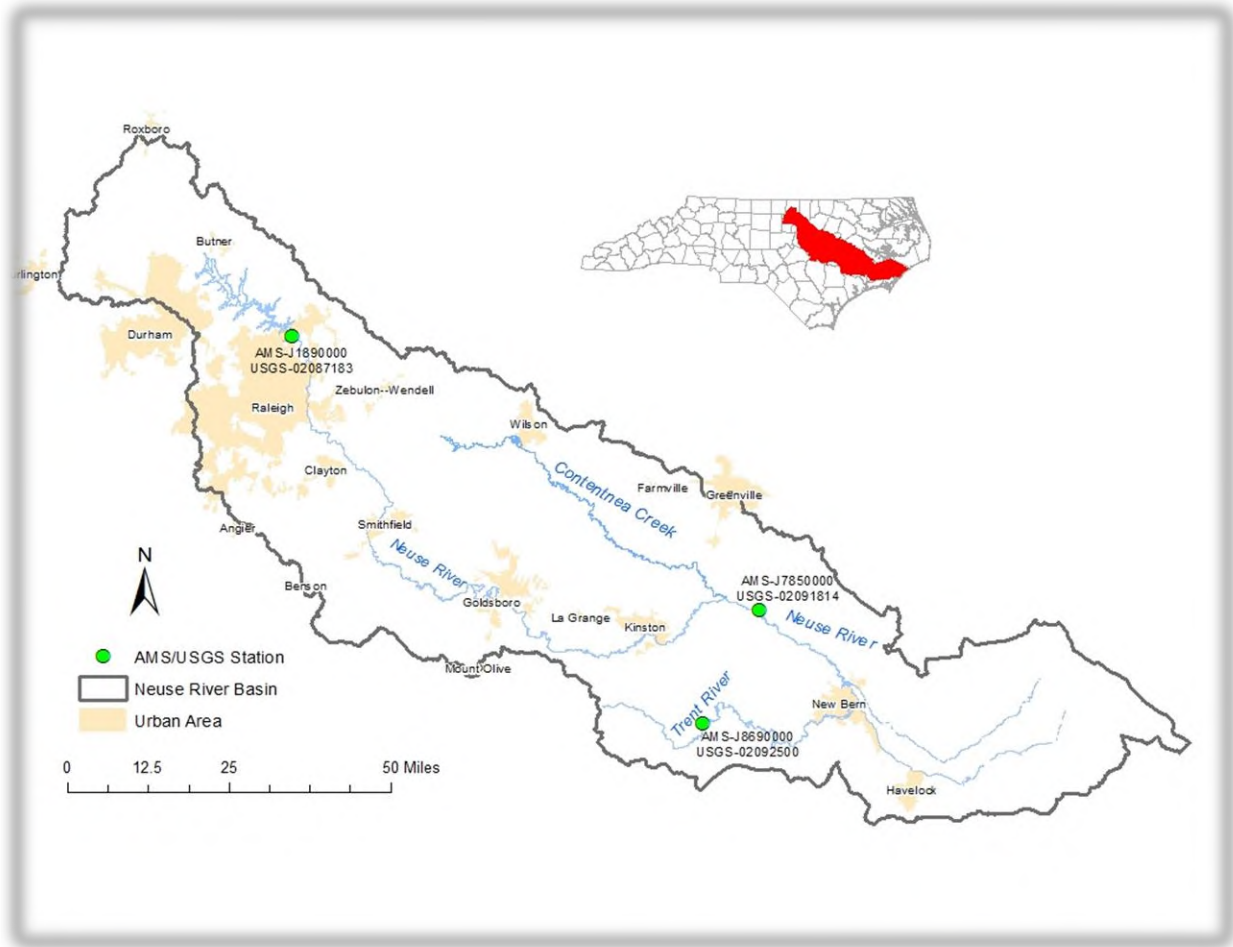 Roxboro
Butner
urlington
Durham
AMS-J1890000
USGS-02087183
Zebulon--Wendell
Raleigh
Wilson
Clayton
Contentnea Creek
Farmville
Greenville
Smithfield
Angier
Neuse River
N
Benson
Goldsboro
AMS-J7850000
USGS-02091814
La Grange
Kinston
Neuse River
Mount Olive
AMS/USGS Station
Neuse River Basin
Urban Area
Trent River
New Bern
AMS-J8690000
USGS-02092500
0 12.5 25 50 Miles
Havelock